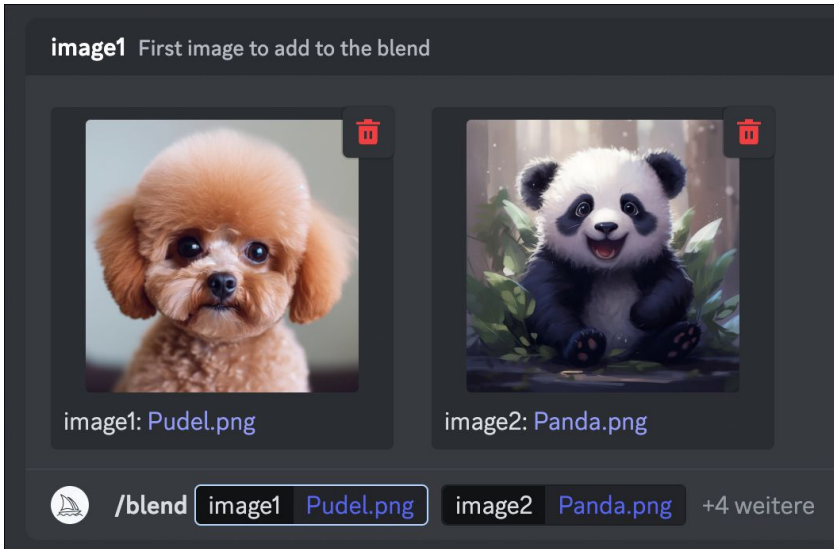 image1 First image to add to the blend
image1: Pudel.png
image2: Panda.png
/blend image1 Pudel.png image2 Panda.png +4 weitere